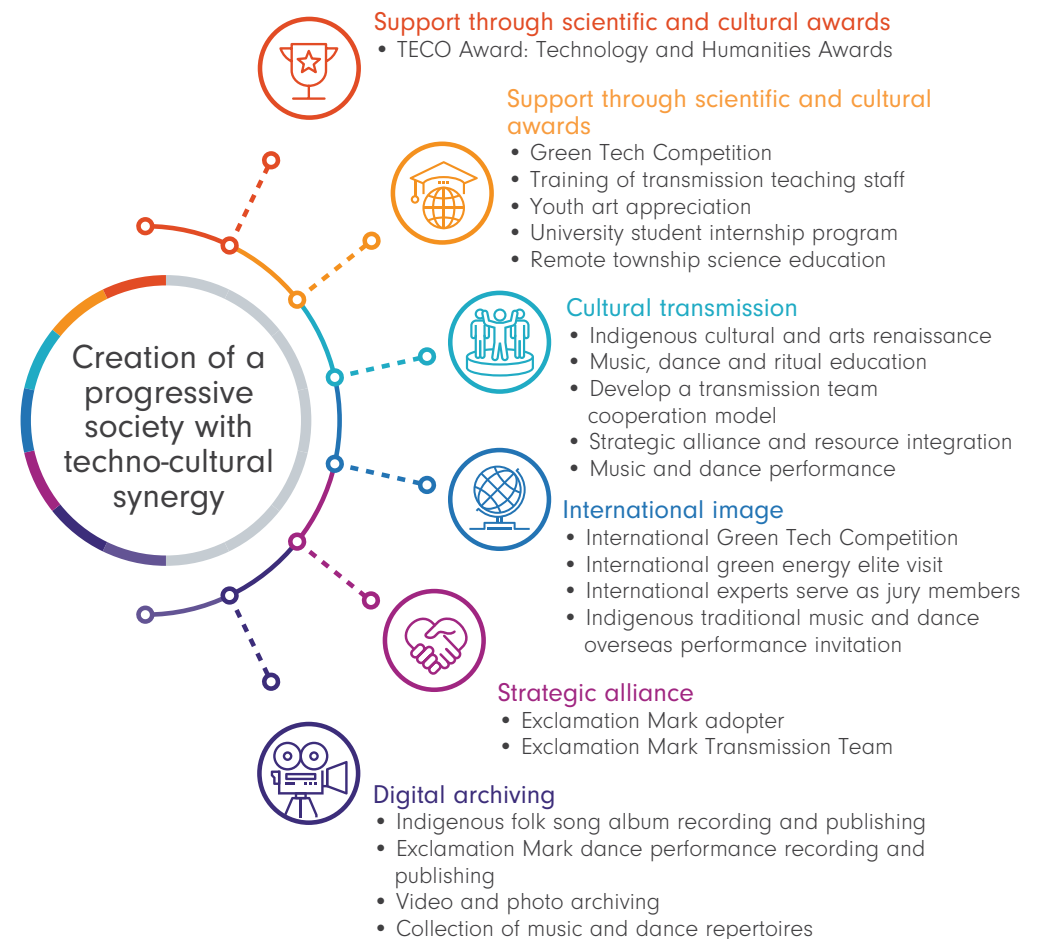 Support through scientific and cultural awards
• TECO Award: Technology and Humanities Awards
Support through scientific and cultural
awards
• Green Tech Competition
• Training of transmission teaching staff
• Youth art appreciation
• University student internship program
• Remote township science education
Creation of a
progressive
society with
techno-cultural
synergy
Cultural transmission
• Indigenous cultural and arts renaissance
• Music, dance and ritual education
• Develop a transmission team
cooperation model
• Strategic alliance and resource integration
• Music and dance performance
International image
• International Green Tech Competition
• International green energy elite visit
• International experts serve as jury members
• Indigenous traditional music and dance
overseas performance invitation
Strategic alliance
• Exclamation Mark adopter
• Exclamation Mark Transmission Team
Digital archiving
• Indigenous folk song album recording and publishing
• Exclamation Mark dance performance recording and
publishing
• Video and photo archiving
• Collection of music and dance repertoires